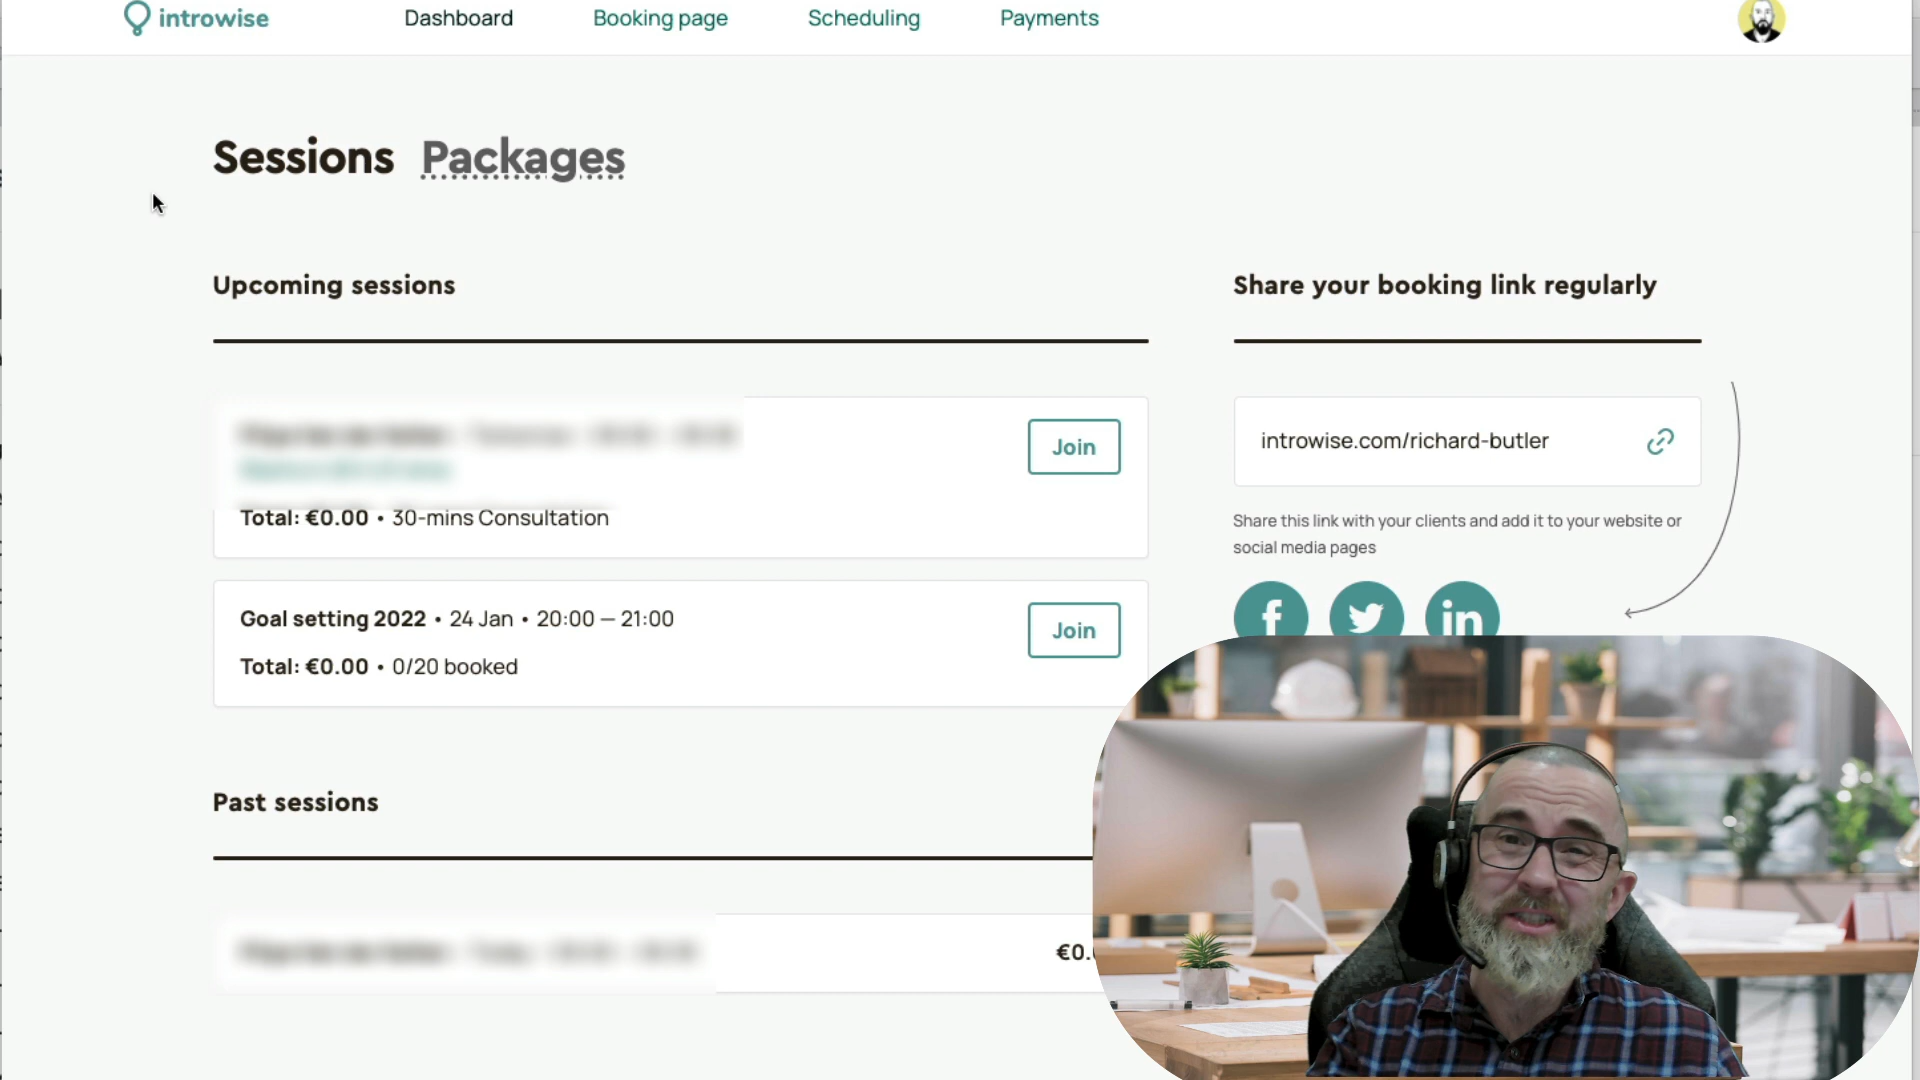 introwise
Dashboard
Booking page
Scheduling
Payments
Sessions
Packages
Upcoming sessions
Join
Total: €0.00 • 30-mins Consultation
Goal setting 2022 • 24 Jan • 20:00 – 21:00
Join
Total: €0.00 • 0/20 booked
Past sessions
Share your booking link regularly
introwise.com/richard-butler
Share this link with your clients and add it to your website or
social media pages
f
in